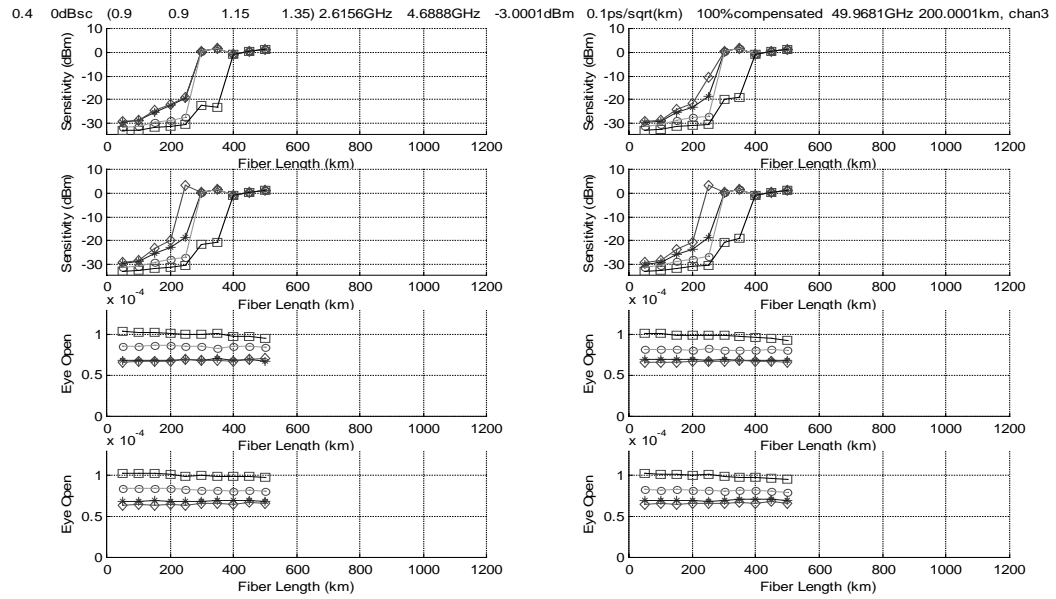 0.4 0dBsc (0.9 0.9 1.15 1.35) 2.6156GHz 4.6888GHz -3.0001dBm 0.1ps/sqrt(km) 100%compensated 49.9681GHz 200.0001km, chan3
10
0
-10
-20
-30
Sensitivity (dBm)
0 200 400 600 800 1000 1200
Fiber Length (km)
10
0
-10
-20
-30
Sensitivity (dBm)
0 200 400 600 800 1000 1200
Fiber Length (km)
10
0
-10
-20
-30
Sensitivity (dBm)
0 200 400 600 800 1000 1200
Fiber Length (km)
10
0
-10
-20
-30
Sensitivity (dBm)
0 200 400 600 800 1000 1200
Fiber Length (km)
x 10-4
1
0.5
0
Eye Open
0 200 400 600 800 1000 1200
Fiber Length (km)
x 10-4
1
0.5
0
Eye Open
0 200 400 600 800 1000 1200
Fiber Length (km)
x 10-4
1
0.5
0
Eye Open
0 200 400 600 800 1000 1200
Fiber Length (km)
x 10-4
1
0.5
0
Eye Open
0 200 400 600 800 1000 1200
Fiber Length (km)